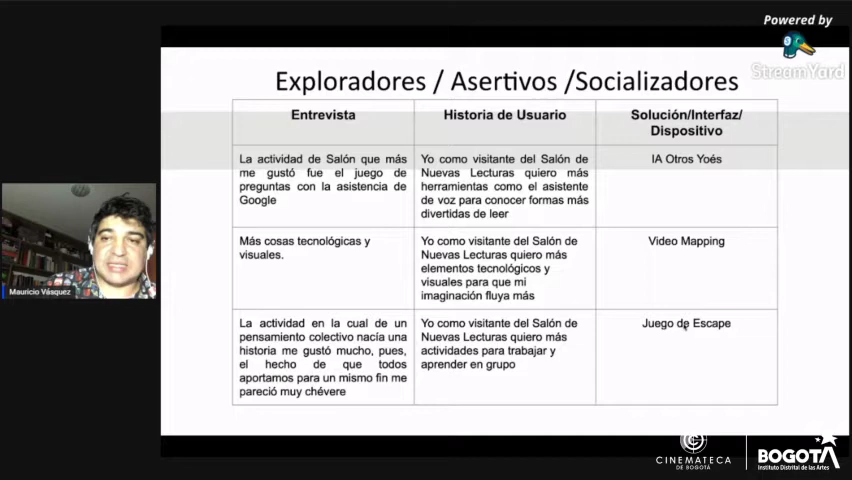 Powered by
StreamYard
Exploradores / Asertivos /Socializadores
Entrevista
Historia de Usuario
Solución/Interfaz/
Dispositivo
La actividad de Salón que más
me gustó fue el juego de
preguntas con la asistencia de
Google
Yo como visitante del Salón de
Nuevas Lecturas quiero más
herramientas como el asistente
de voz para conocer formas más
divertidas de leer
IA Otros Yoés
Más cosas tecnológicas y
visuales.
Yo como visitante del Salón de
Nuevas Lecturas quiero más
elementos tecnológicos y
visuales para que mi
imaginación fluya más
Video Mapping
La actividad en la cual de un
pensamiento colectivo nacía una
historia me gustó mucho, pues,
el hecho de que todos
aportamos para un mismo fin me
pareció muy chévere
Yo como visitante del Salón de
Nuevas Lecturas quiero más
actividades para trabajar y
aprender en grupo
Juego de Escape
Mauricio Vásquez
CINEMATECA
DE BOGOTÁ
BOGOTÁ
Instituto Distrital de las Artes